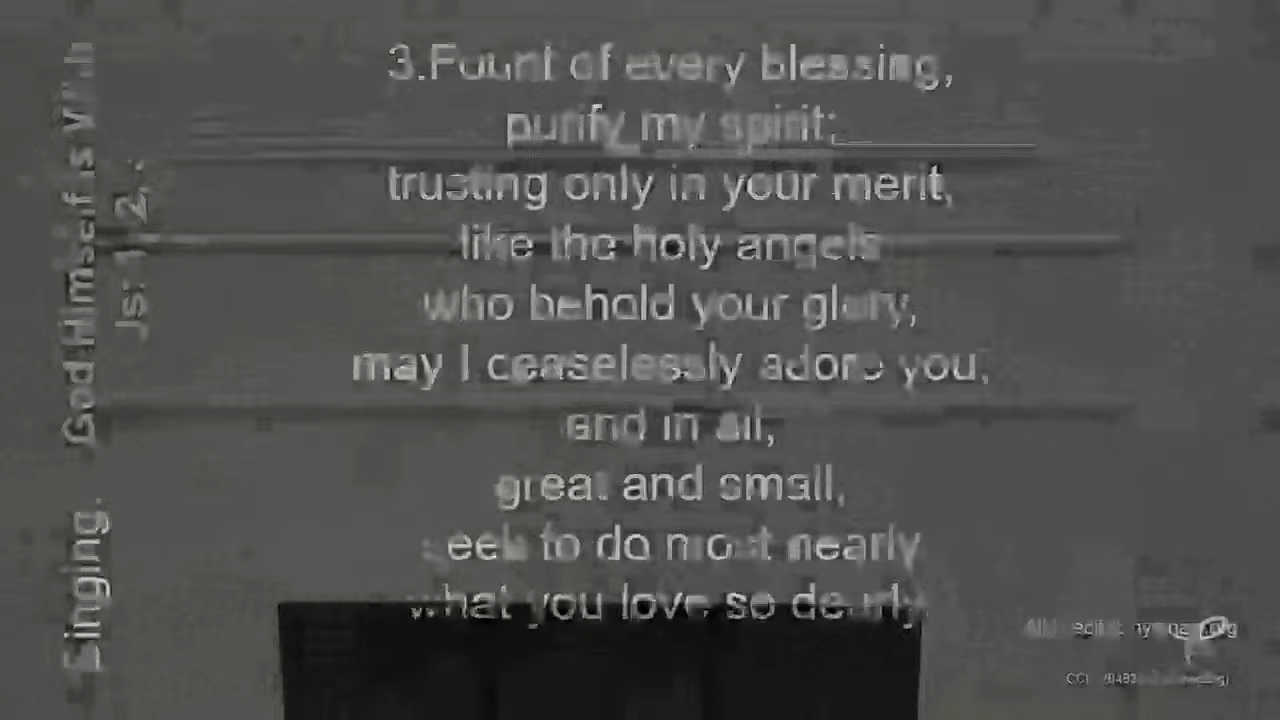 3.Fount of every blessing,
purify my spirit;
trusting only in your merit,
like the holy angels
who behold your glory,
may I ceaselessly adore you,
and in all,
great and small,
seek to do most nearly
what you love so dearly.
God Himself is
Singing.